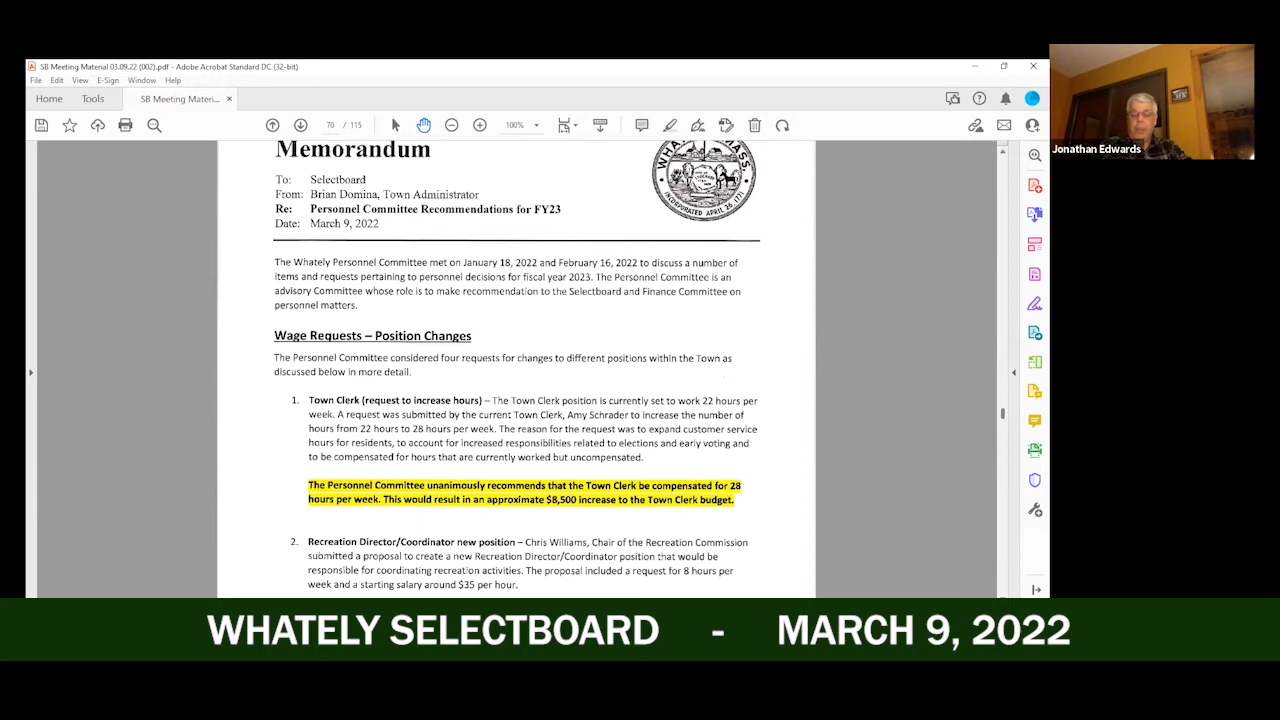 SB Meeting Material 03.09.22 (002).pdf - Adobe Acrobat Standard DC (32-bit)
File Edit View E-Sign Window Help
Home Tools SB Meeting Materi... ×
70 / 115 100%
Jonathan Edwards
Memorandum
To: Selectboard
From: Brian Domina, Town Administrator
Re: Personnel Committee Recommendations for FY23
Date: March 9, 2022
MASS.
INCORPORATED APRIL 24, 1771
The Whately Personnel Committee met on January 18, 2022 and February 16, 2022 to discuss a number of
items and requests pertaining to personnel decisions for fiscal year 2023. The Personnel Committee is an
advisory Committee whose role is to make recommendation to the Selectboard and Finance Committee on
personnel matters.
Wage Requests – Position Changes
The Personnel Committee considered four requests for changes to different positions within the Town as
discussed below in more detail.
1. Town Clerk (request to increase hours) – The Town Clerk position is currently set to work 22 hours per
week. A request was submitted by the current Town Clerk, Amy Schrader to increase the number of
hours from 22 hours to 28 hours per week. The reason for the request was to expand customer service
hours for residents, to account for increased responsibilities related to elections and early voting and
to be compensated for hours that are currently worked but uncompensated.
The Personnel Committee unanimously recommends that the Town Clerk be compensated for 28
hours per week. This would result in an approximate $8,500 increase to the Town Clerk budget.
2. Recreation Director/Coordinator new position – Chris Williams, Chair of the Recreation Commission
submitted a proposal to create a new Recreation Director/Coordinator position that would be
responsible for coordinating recreation activities. The proposal included a request for 8 hours per
week and a starting salary around $35 per hour.
WHATELY SELECTBOARD - MARCH 9, 2022